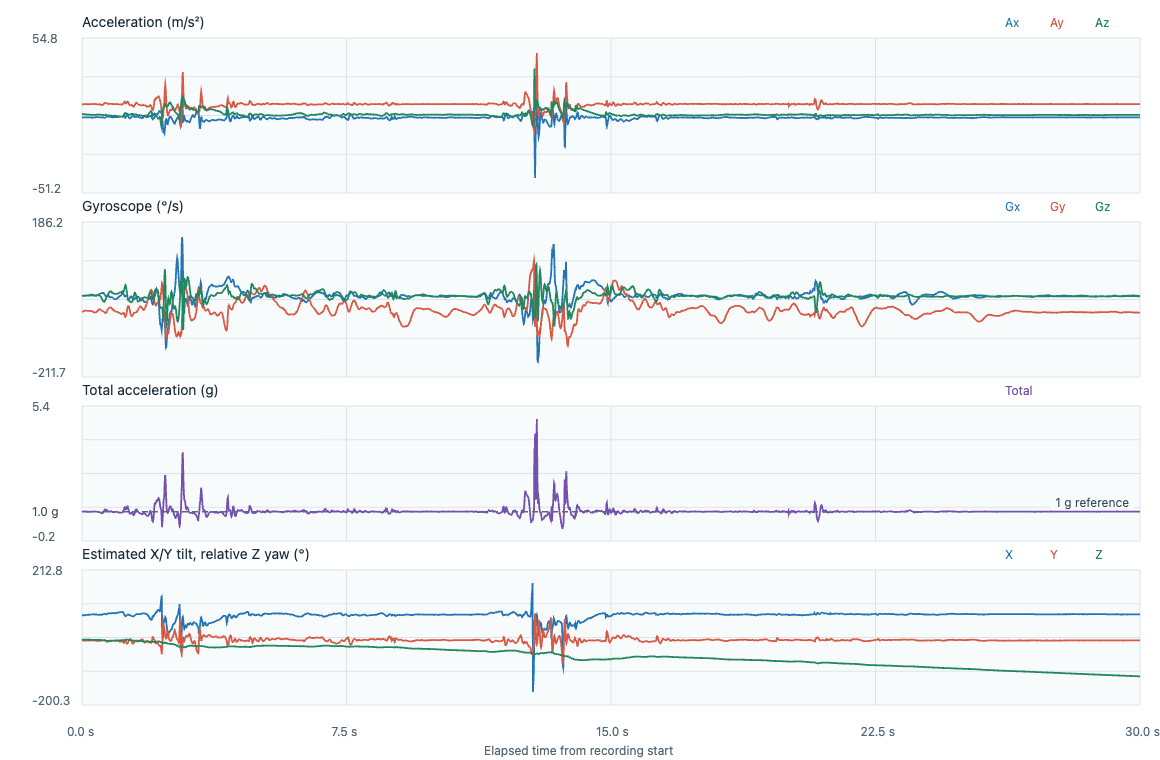 Acceleration (m/s²) Ax Ay Az
54.8
-51.2
Gyroscope (°/s) Gx Gy Gz
186.2
-211.7
Total acceleration (g) Total
5.4
1 g reference
1.0 g
-0.2
Estimated X/Y tilt, relative Z yaw (°) X Y Z
212.8
-200.3
0.0 s 7.5 s 15.0 s 22.5 s 30.0 s
Elapsed time from recording start